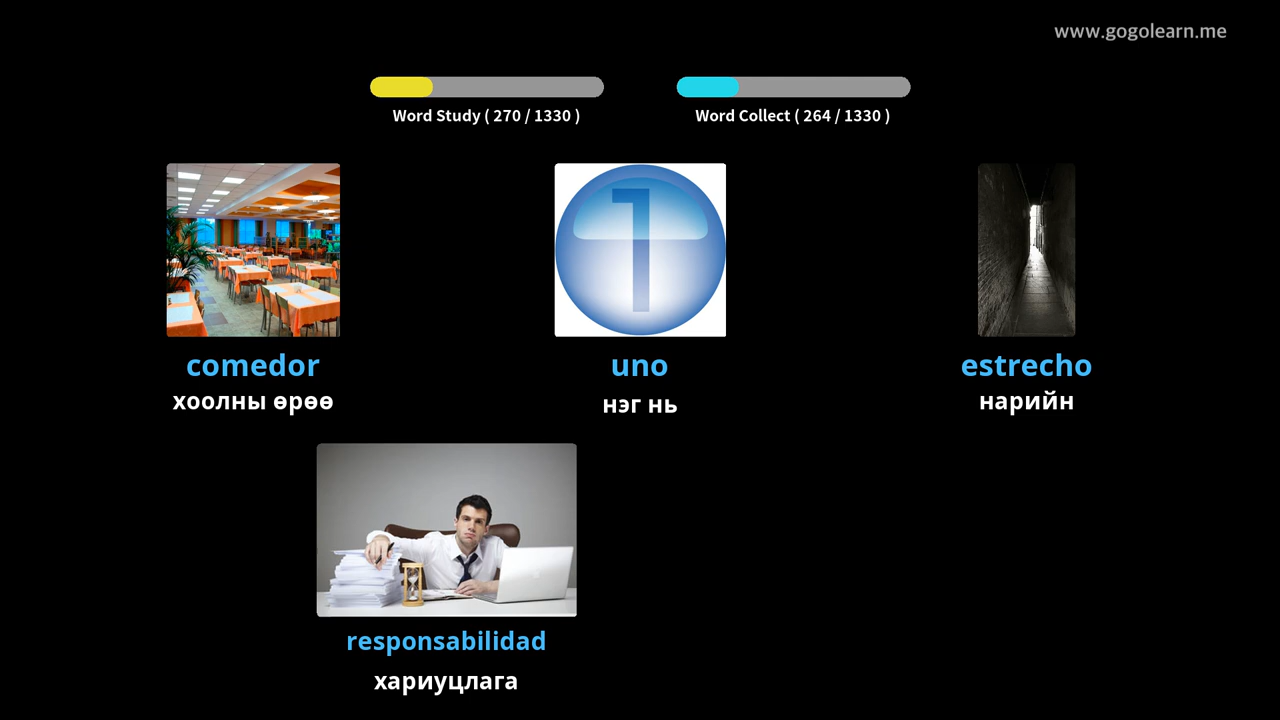 www.gogolearn.me
Word Study ( 270 / 1330 )
Word Collect ( 264 / 1330 )
1
comedor
хоолны өрөө
uno
нэг нь
estrecho
нарийн
responsabilidad
хариуцлага